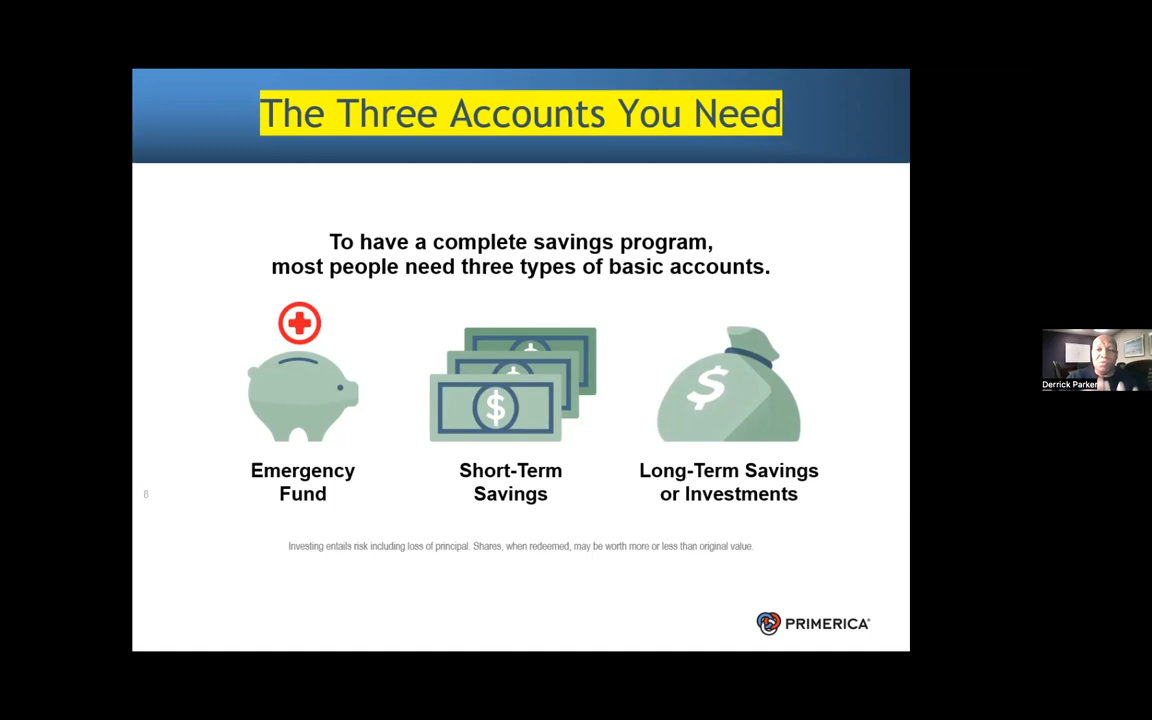 The Three Accounts You Need
To have a complete savings program,
most people need three types of basic accounts.
$
$
$
$
Emergency
Fund
Short-Term
Savings
Long-Term Savings
or Investments
8
Investing entails risk including loss of principal. Shares, when redeemed, may be worth more or less than original value.
PRIMERICA®
Derrick Parker